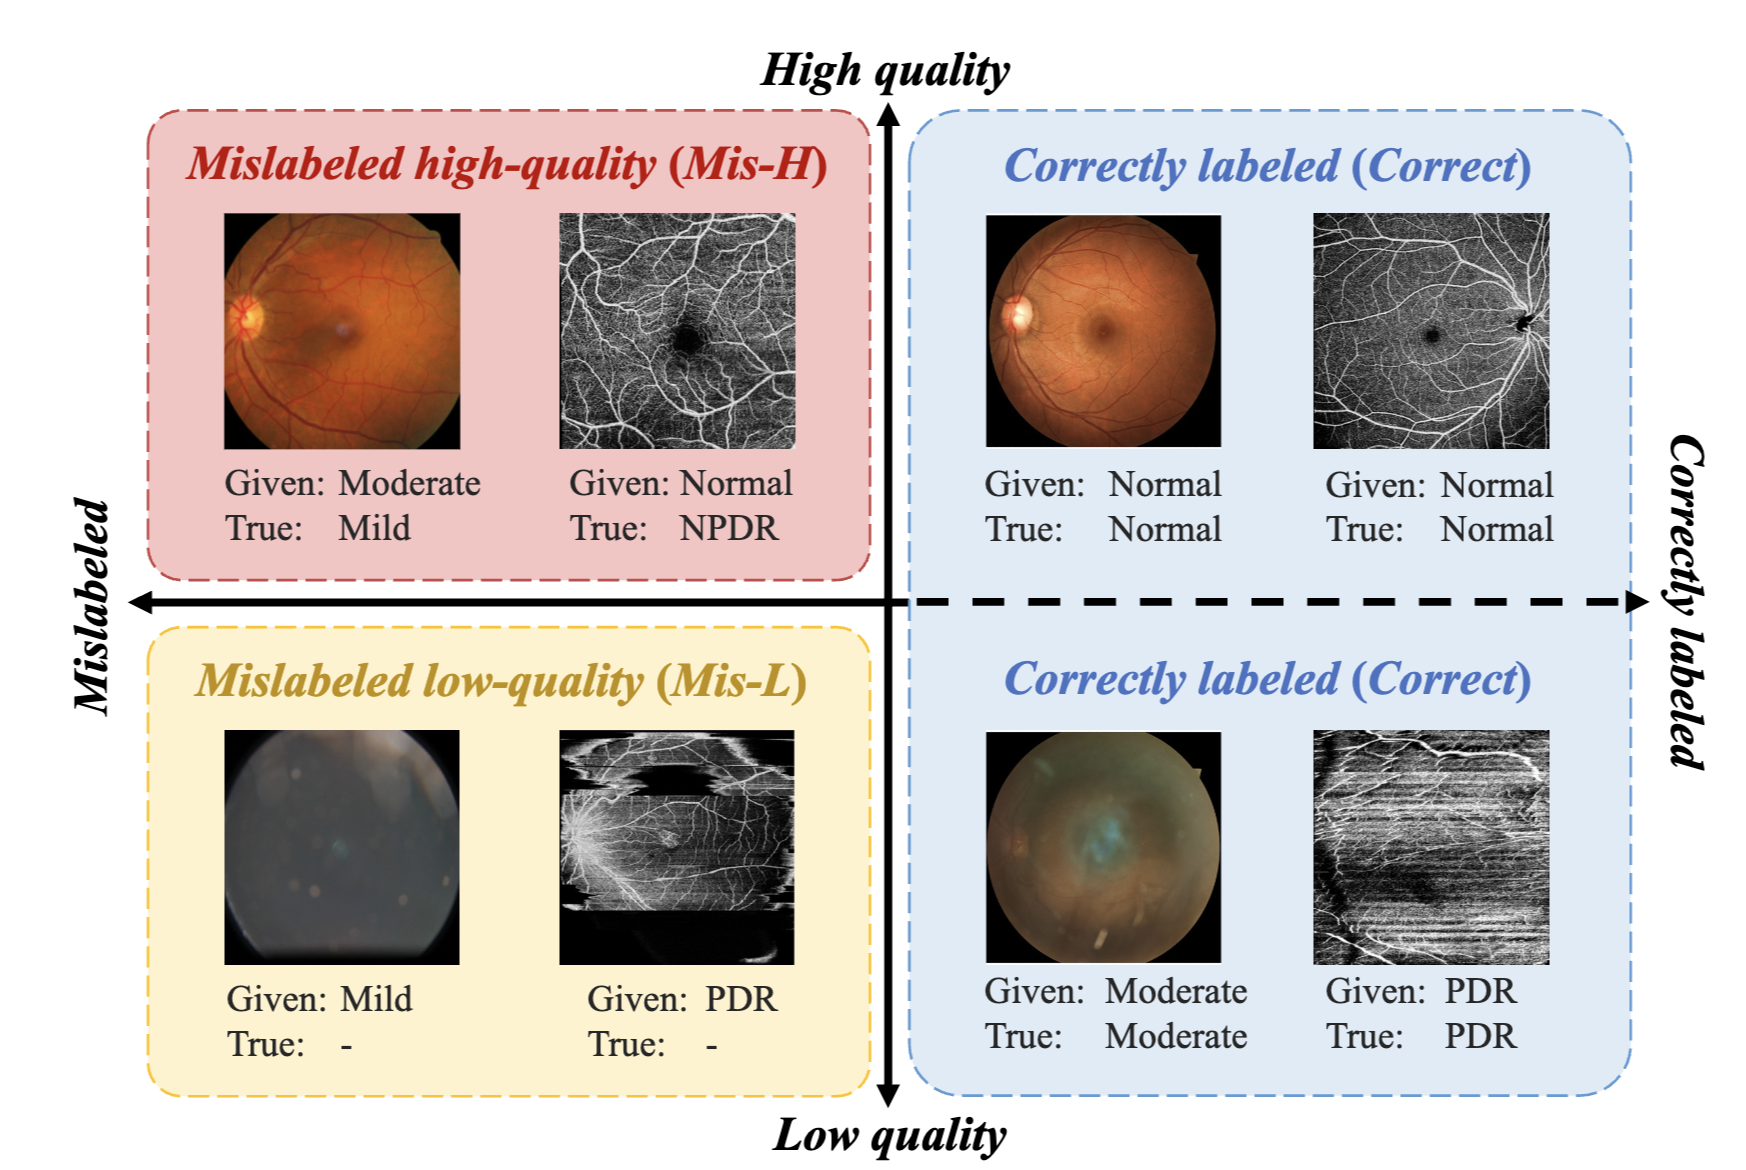 High quality
Mislabeled high-quality (Mis-H)
Given: Moderate
True: Mild
Given: Normal
True: NPDR
Correctly labeled (Correct)
Given: Normal
True: Normal
Given: Normal
True: Normal
Mislabeled
Correctly labeled
Mislabeled low-quality (Mis-L)
Given: Mild
True: -
Given: PDR
True: -
Correctly labeled (Correct)
Given: Moderate
True: Moderate
Given: PDR
True: PDR
Low quality